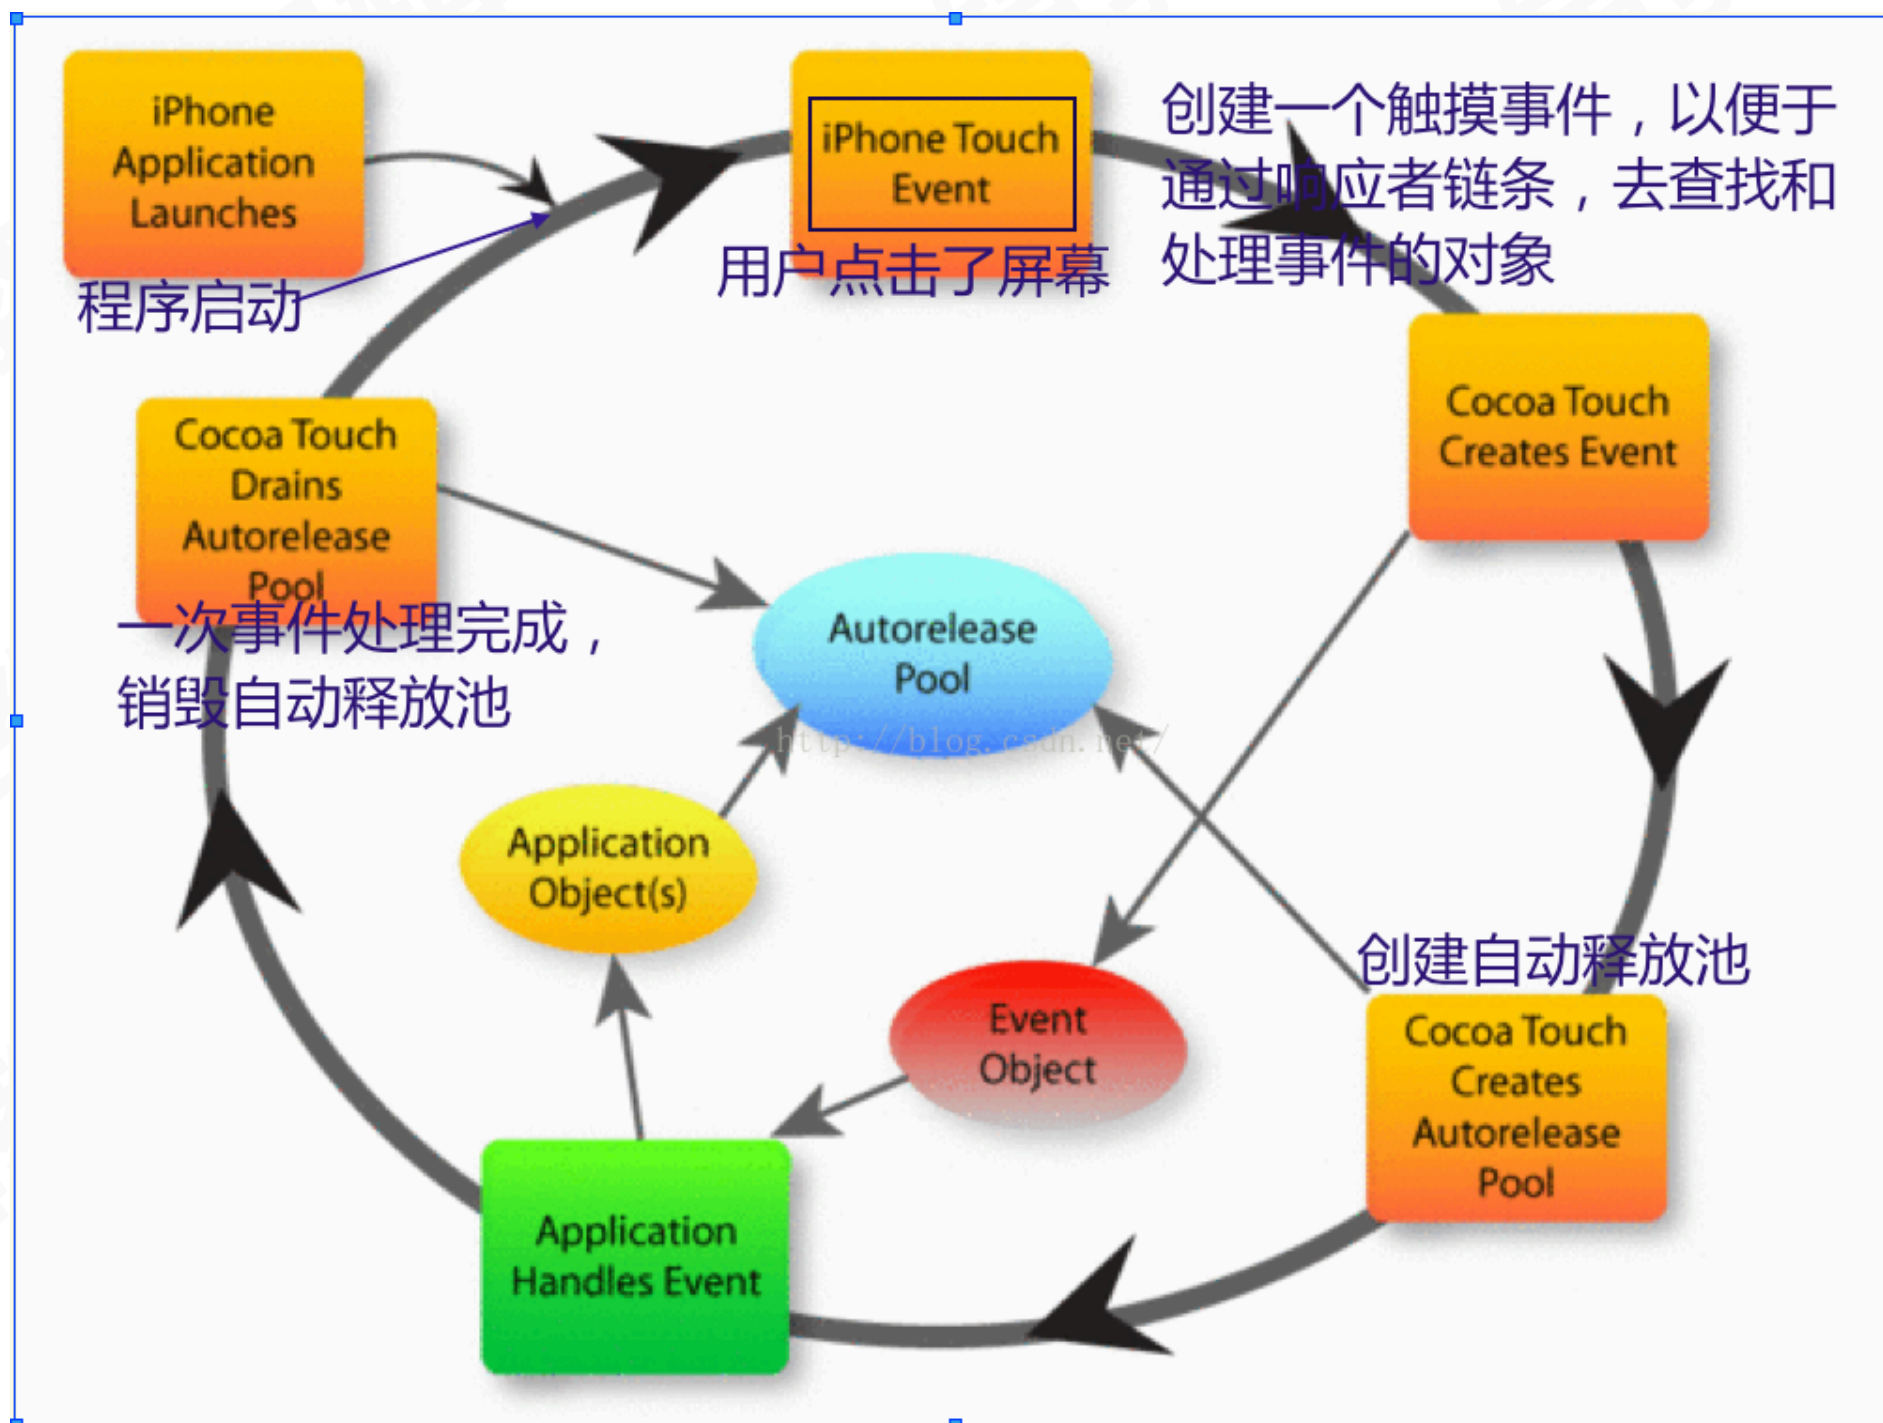 iPhone
Application
Launches
程序启动
iPhone Touch
Event
用户点击了屏幕
创建一个触摸事件，以便于
通过响应者链条，去查找和
处理事件的对象
Cocoa Touch
Creates Event
Cocoa Touch
Drains
Autorelease
Pool
一次事件处理完成，
销毁自动释放池
Autorelease
Pool
http://blog.csdn.net/
Application
Object(s)
Event
Object
创建自动释放池
Cocoa Touch
Creates
Autorelease
Pool
Application
Handles Event